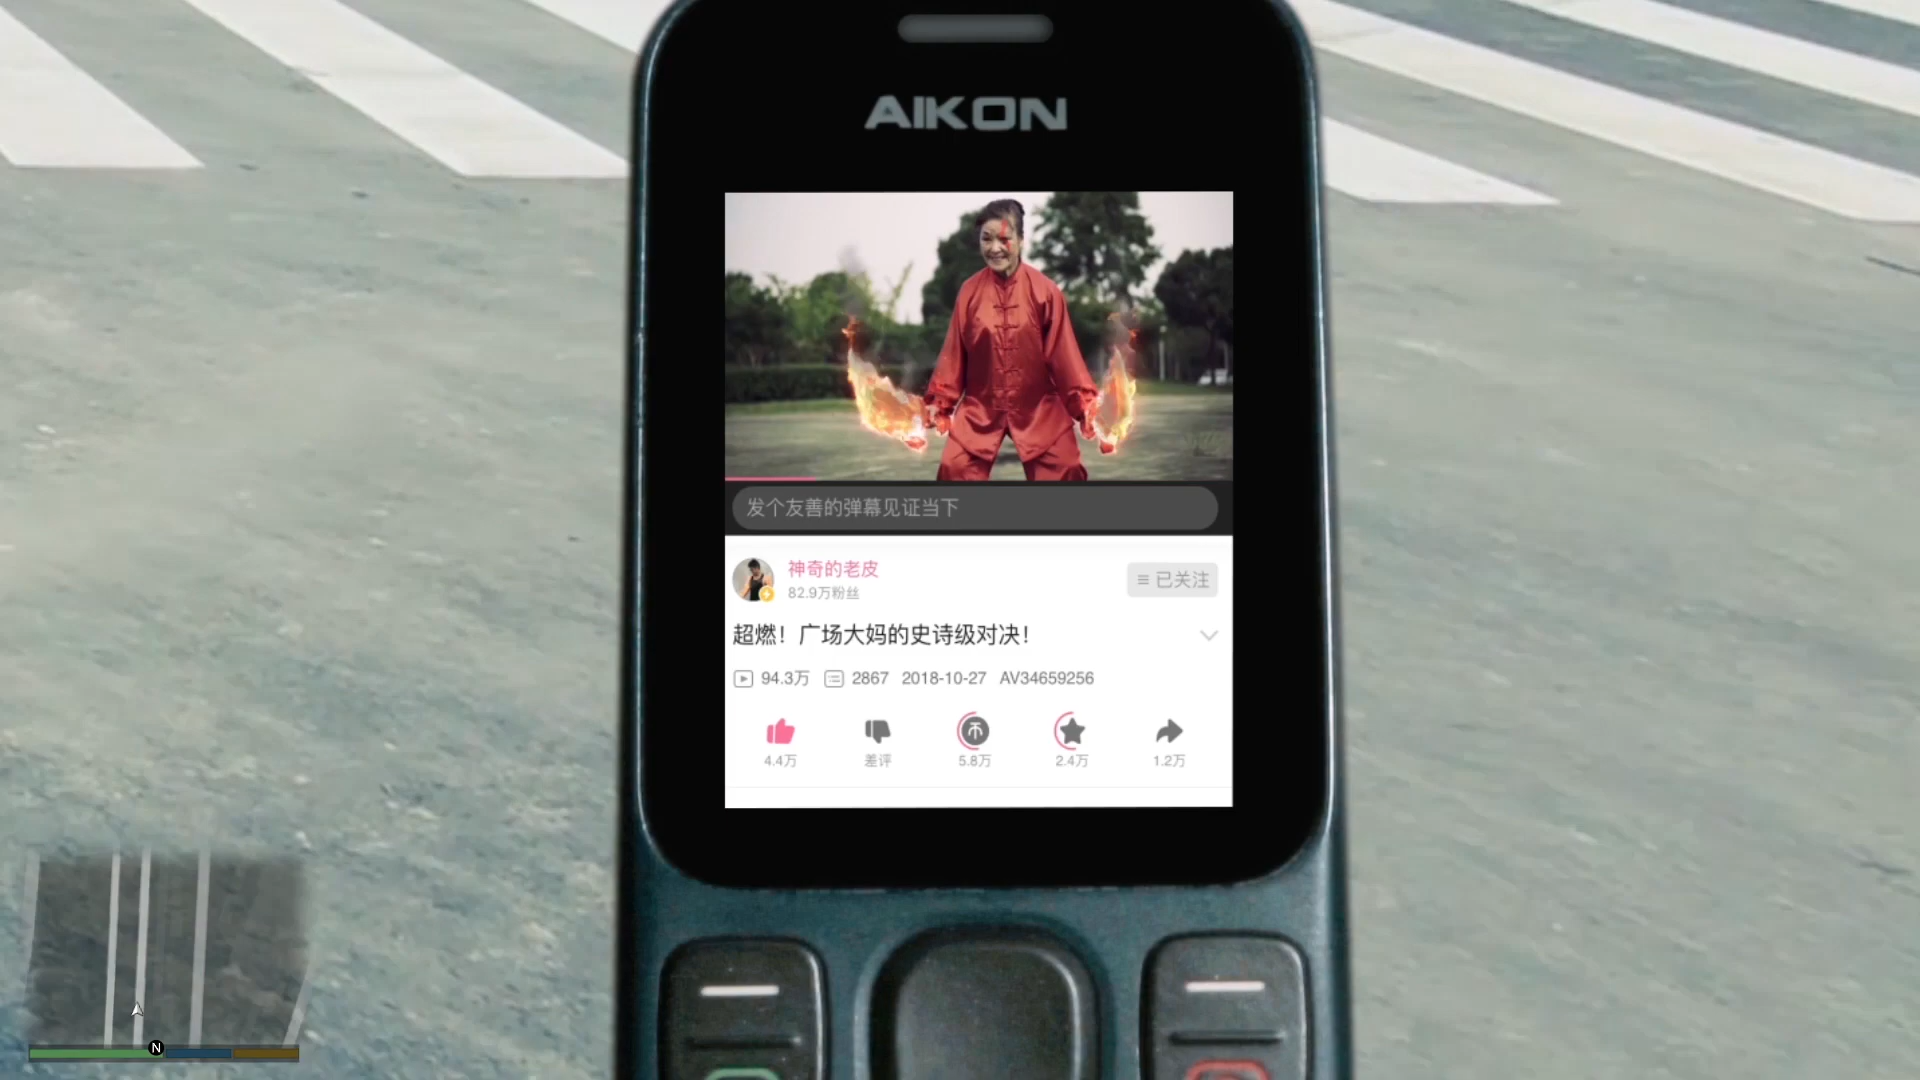 AIKON
发个友善的弹幕见证当下
神奇的老皮
82.9万粉丝
已关注
超燃！广场大妈的史诗级对决！
94.3万 2867 2018-10-27 AV34659256
4.4万 差评 5.8万 2.4万 1.2万
N